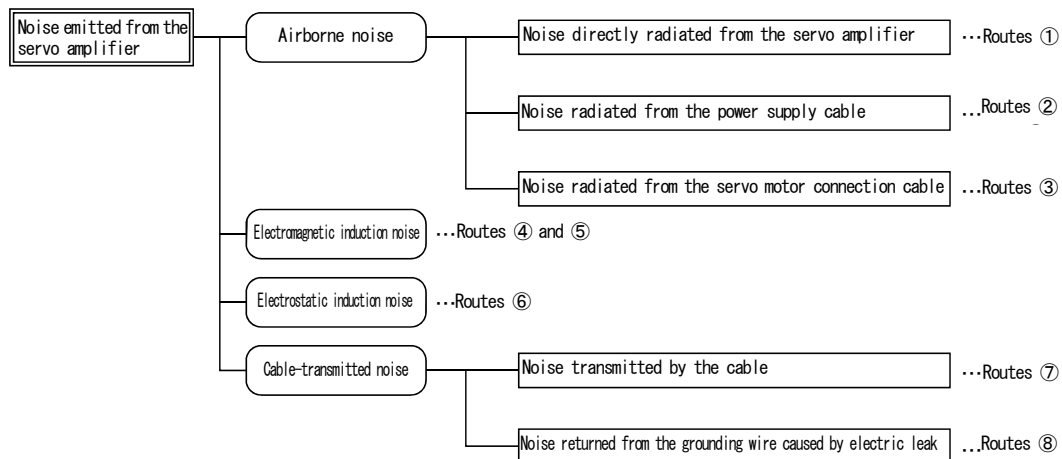 Noise emitted from the
servo amplifier
Airborne noise
Noise directly radiated from the servo amplifier
…Routes ①
Noise radiated from the power supply cable
…Routes ②
Noise radiated from the servo motor connection cable
…Routes ③
Electromagnetic induction noise
…Routes ④ and ⑤
Electrostatic induction noise
…Routes ⑥
Cable-transmitted noise
Noise transmitted by the cable
…Routes ⑦
Noise returned from the grounding wire caused by electric leak
…Routes ⑧